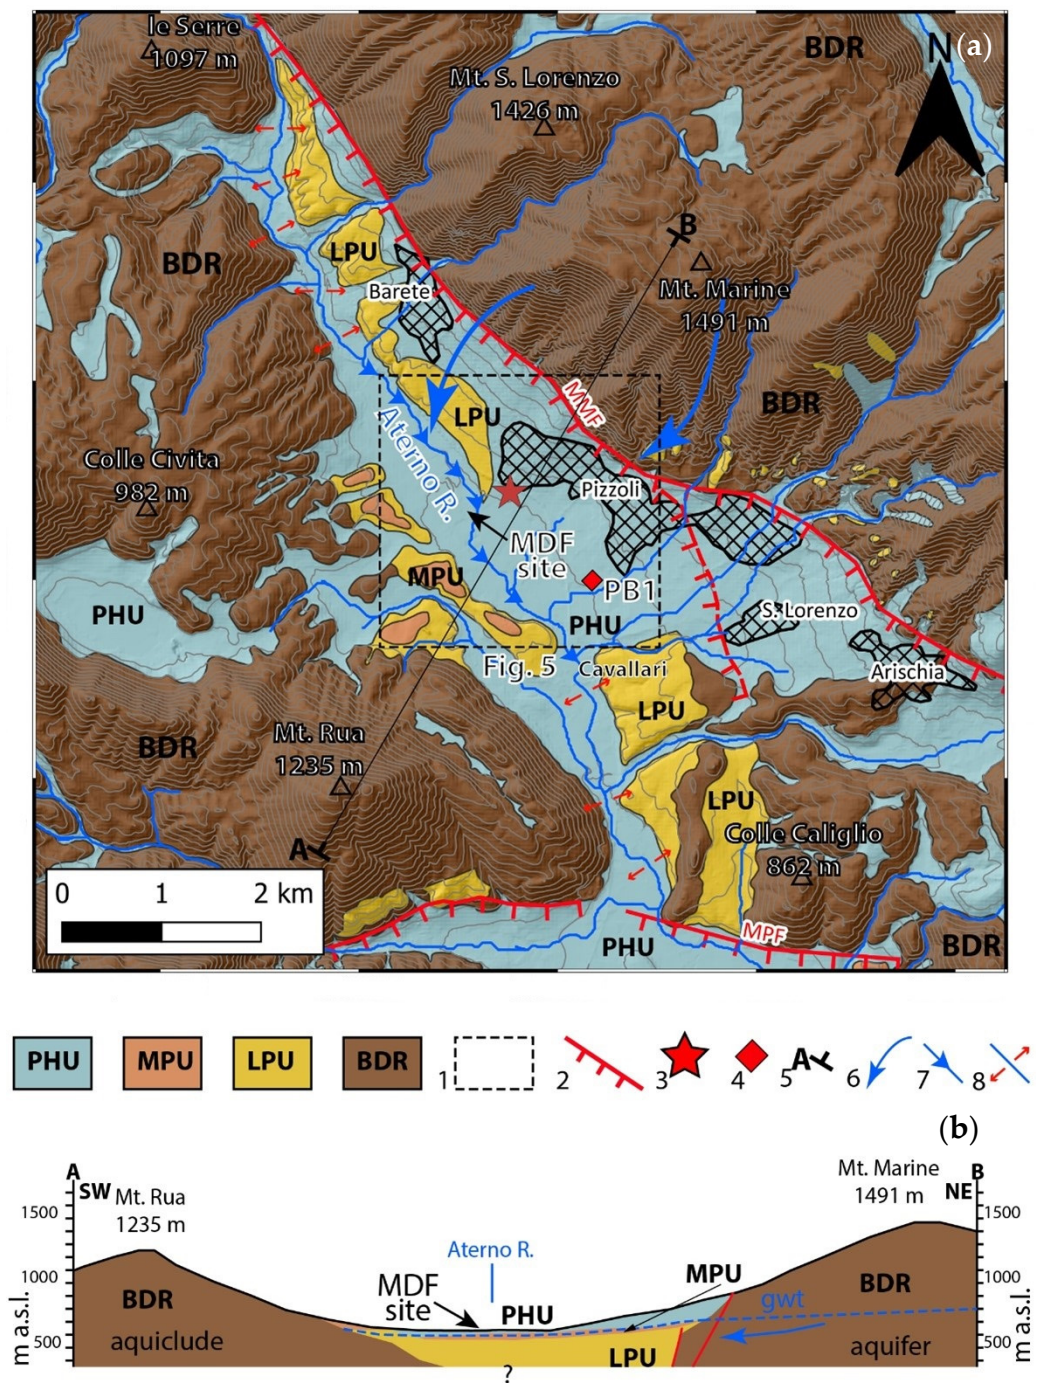 (a)
N
le Serre
1097 m
Mt. S. Lorenzo
1426 m
BDR
B
BDR
LPU
Barete
Mt. Marine
1491 m
MMF
BDR
LPU
Aterno R.
Colle Civita
982 m
Pizzoli
MDF
site
MPU
PB1
PHU
PHU
S. Lorenzo
Fig. 5
Cavallari
Arischia
LPU
Mt. Rua
1235 m
BDR
LPU
Colle Caliglio
862 m
A
0 1 2 km
MPF
PHU
BDR
PHU MPU LPU BDR 1 2 3 4 5 A 6 7 8
(b)
A
SW
Mt. Rua
1235 m
Mt. Marine
1491 m
B
NE
1500
1000
500
m a.s.l.
Aterno R.
MDF
site
PHU
MPU
BDR
aquiclude
LPU
?
gwt
BDR
aquifer
1500
1000
500
m a.s.l.